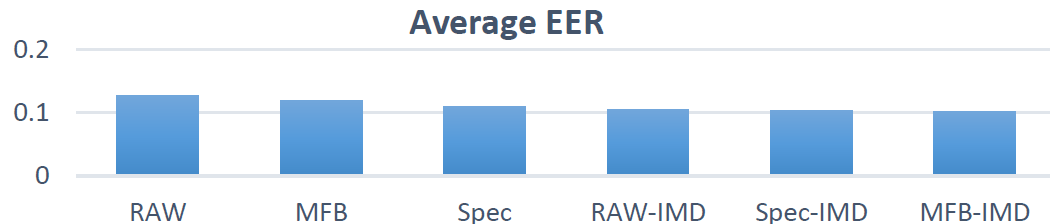 Average EER
0.2
0.1
0
RAW MFB Spec RAW-IMD Spec-IMD MFB-IMD